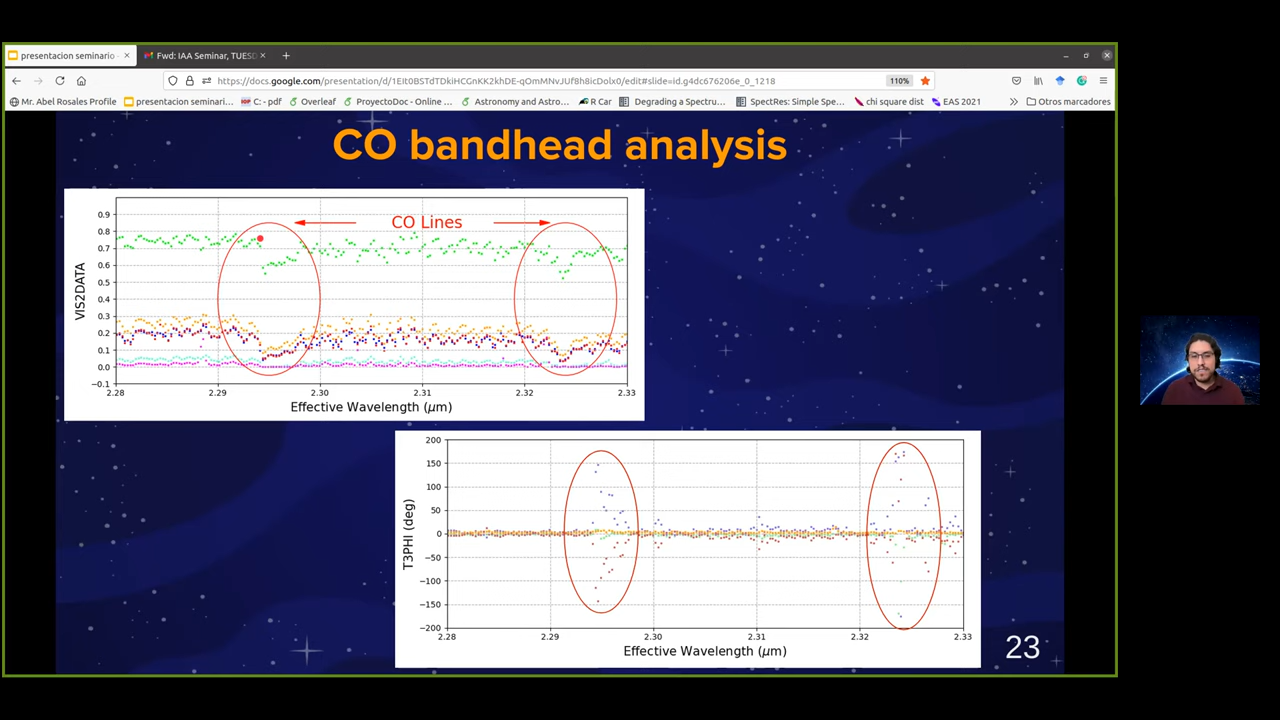 presentacion seminario -
Fwd: IAA Seminar, TUESD
https://docs.google.com/presentation/d/1EIt0BSTdTDkiHCGnKK2khDE-qOmMNvJUf8h8icDolx0/edit#slide=id.g4dc676206e_0_1218
110%
Mr. Abel Rosales Profile
presentacion seminari...
C: - pdf
Overleaf
ProyectoDoc - Online ...
Astronomy and Astro...
R Car
Degrading a Spectru...
SpectRes: Simple Spe...
chi square dist
EAS 2021
Otros marcadores
CO bandhead analysis
CO Lines
VIS2DATA
0.9
0.8
0.7
0.6
0.5
0.4
0.3
0.2
0.1
0.0
−0.1
2.28
2.29
2.30
2.31
2.32
2.33
Effective Wavelength (μm)
T3PHI (deg)
200
150
100
50
0
−50
−100
−150
−200
2.28
2.29
2.30
2.31
2.32
2.33
Effective Wavelength (μm)
23